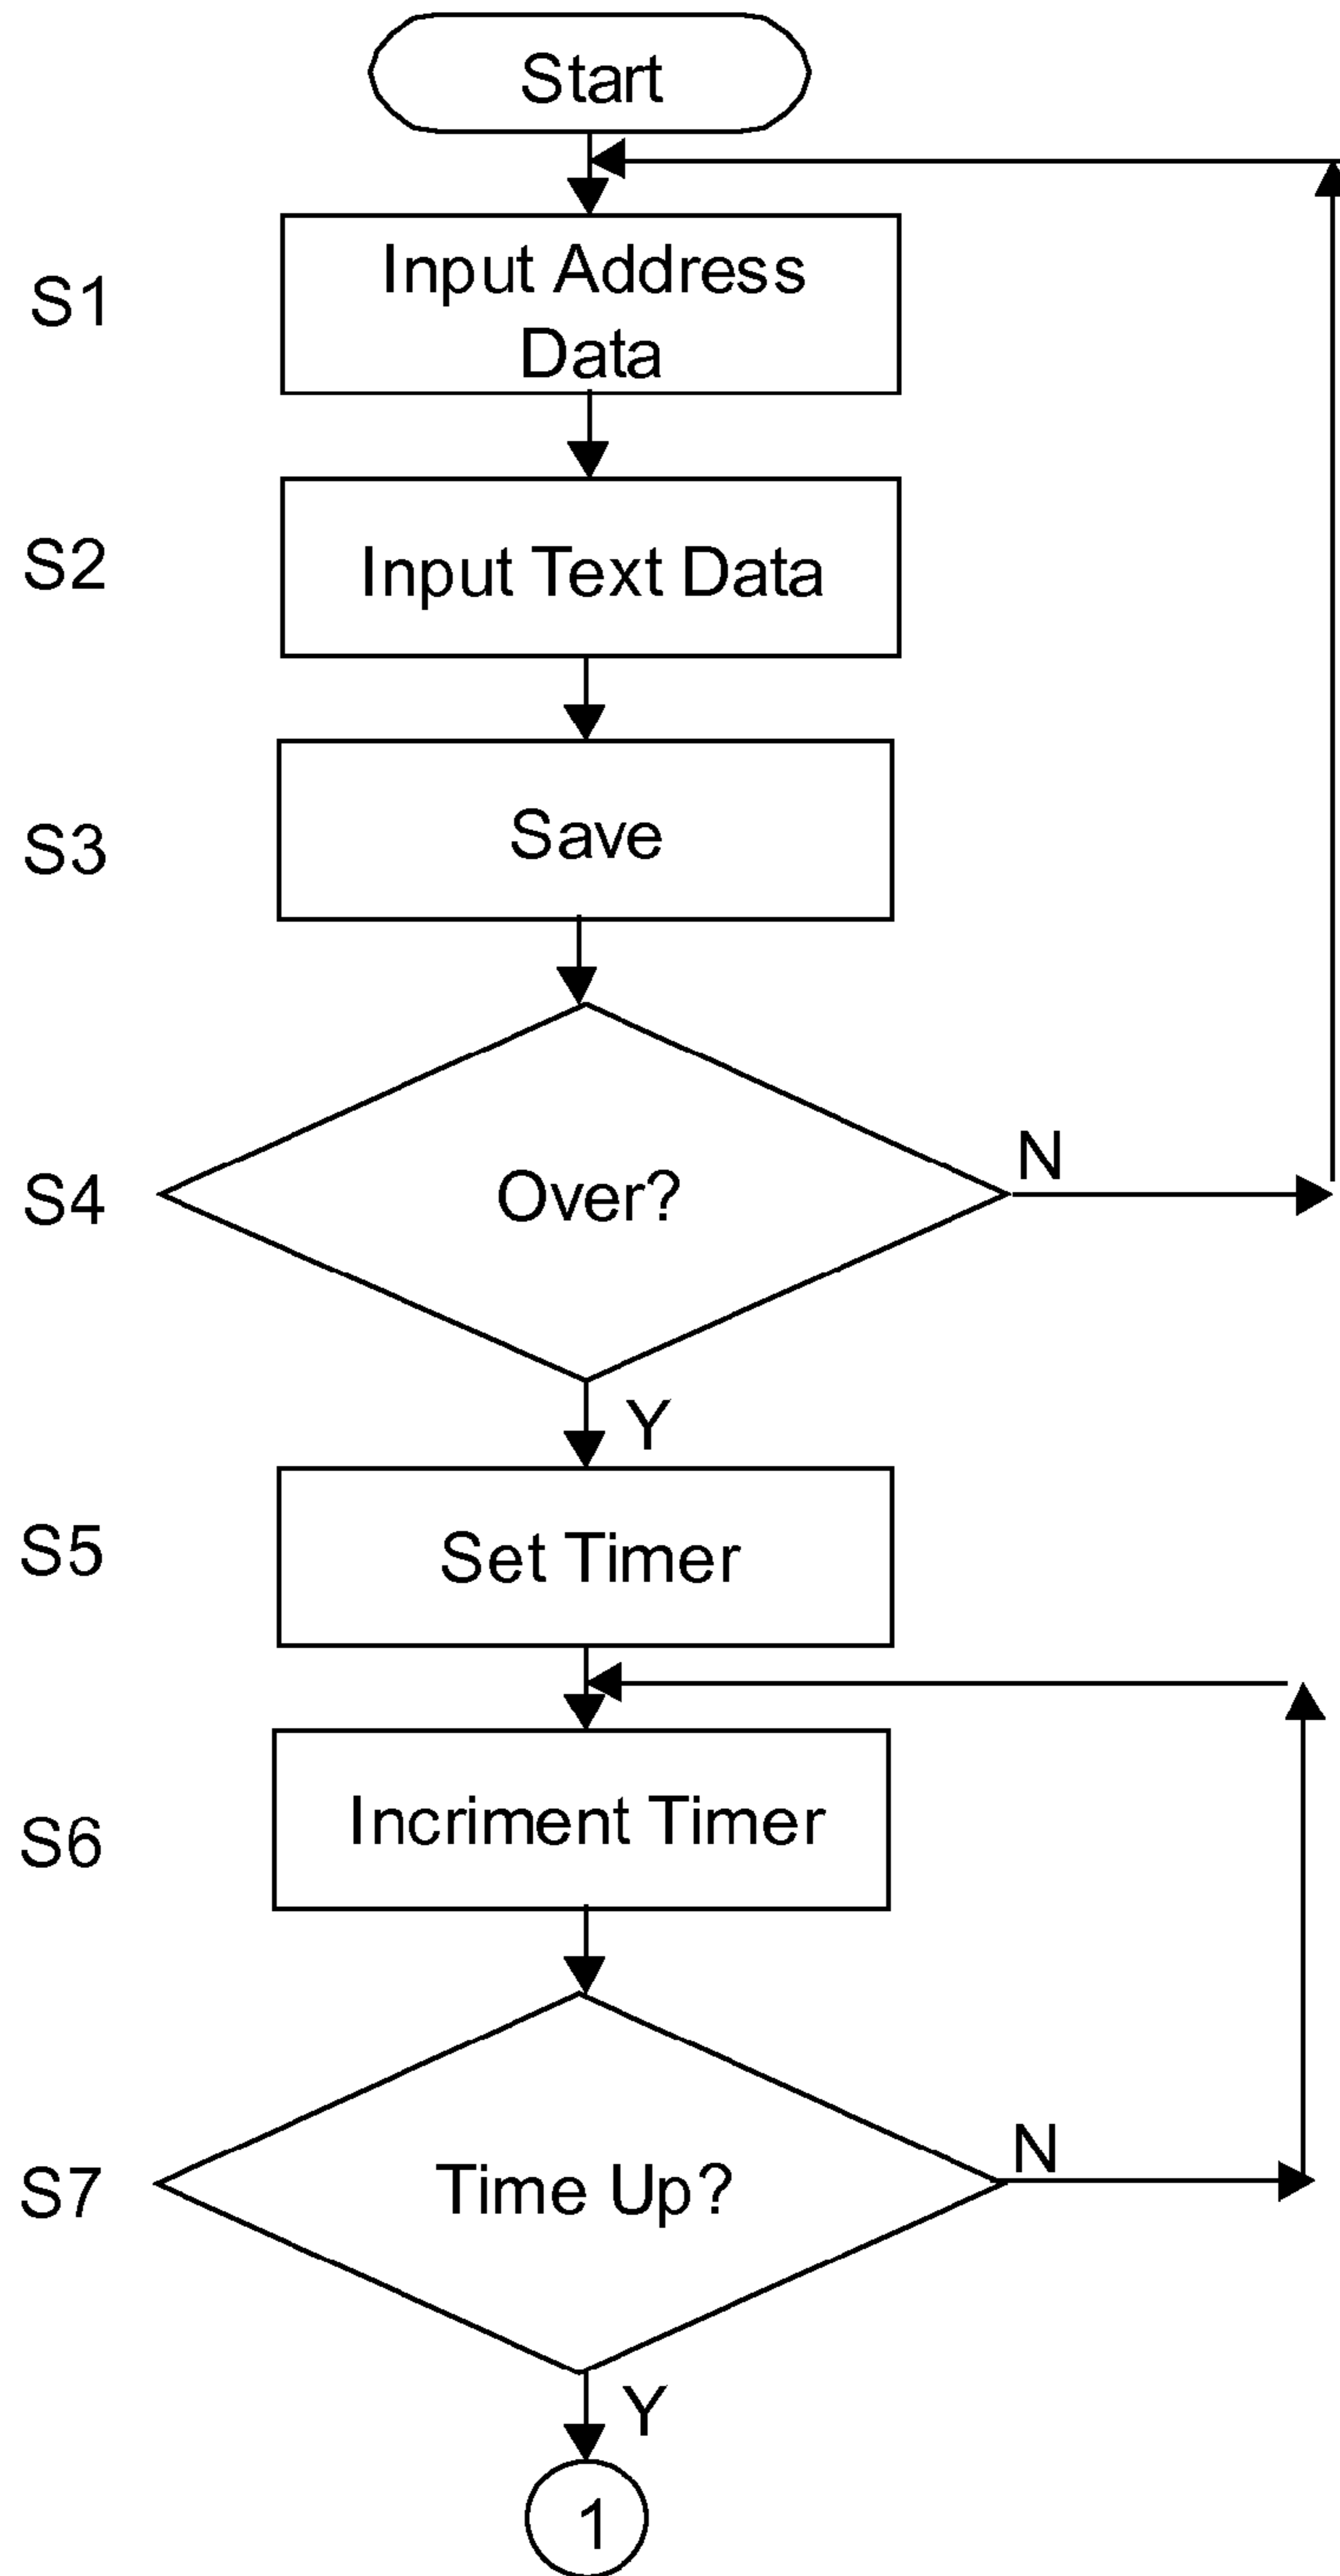 Start
S1
Input Address
Data
S2
Input Text Data
S3
Save
S4
Over?
N
Y
S5
Set Timer
S6
Incriment Timer
S7
Time Up?
N
Y
1